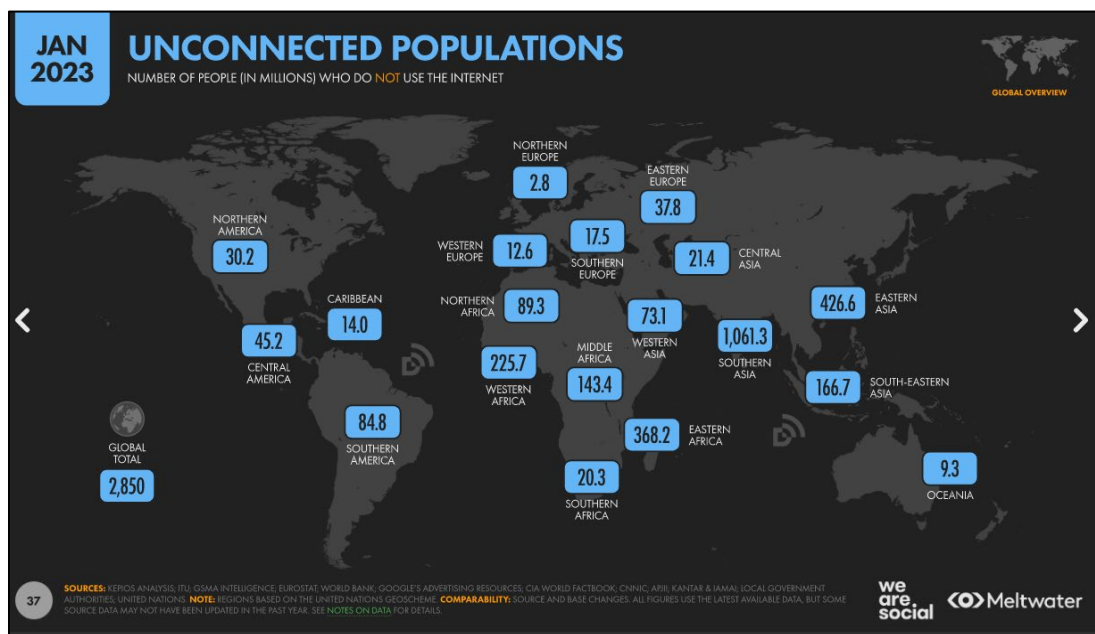 JAN
2023
UNCONNECTED POPULATIONS
NUMBER OF PEOPLE (IN MILLIONS) WHO DO NOT USE THE INTERNET
GLOBAL OVERVIEW
NORTHERN
EUROPE
2.8
EASTERN
EUROPE
37.8
NORTHERN
AMERICA
30.2
WESTERN
EUROPE
12.6
17.5
SOUTHERN
EUROPE
21.4
CENTRAL
ASIA
CARIBBEAN
14.0
NORTHERN
AFRICA
89.3
73.1
WESTERN
ASIA
426.6
EASTERN
ASIA
45.2
CENTRAL
AMERICA
225.7
WESTERN
AFRICA
MIDDLE
AFRICA
143.4
1,061.3
SOUTHERN
ASIA
166.7
SOUTH-EASTERN
ASIA
84.8
SOUTHERN
AMERICA
368.2
EASTERN
AFRICA
GLOBAL
TOTAL
2,850
20.3
SOUTHERN
AFRICA
9.3
OCEANIA
37
SOURCES: KEPIOS ANALYSIS; ITU; GSMA INTELLIGENCE; EUROSTAT; WORLD BANK; GOOGLE'S ADVERTISING RESOURCES; CIA WORLD FACTBOOK; CNNIC; APJII; KANTAR & IAMAI; LOCAL GOVERNMENT
AUTHORITIES; UNITED NATIONS. NOTE: REGIONS BASED ON THE UNITED NATIONS GEOSCHEME. COMPARABILITY: SOURCE AND BASE CHANGES. ALL FIGURES USE THE LATEST AVAILABLE DATA, BUT SOME
SOURCE DATA MAY NOT HAVE BEEN UPDATED IN THE PAST YEAR. SEE NOTES ON DATA FOR DETAILS.
we
are
social
Meltwater